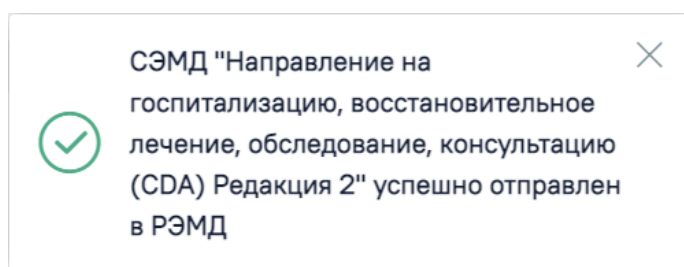 СЭМД "Направление на
госпитализацию, восстановительное
лечение, обследование, консультацию
(CDA) Редакция 2" успешно отправлен
в РЭМД